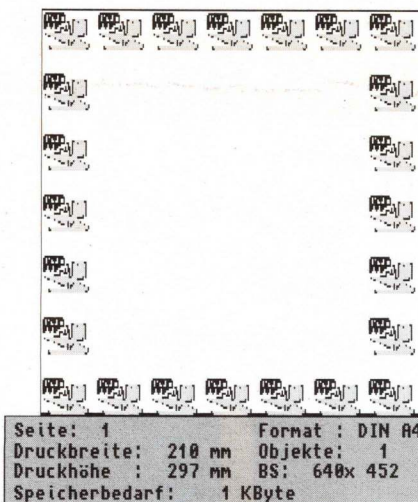 Seite: 1 Format : DIN A4
Druckbreite: 210 mm Objekte: 1
Druckhöhe : 297 mm BS: 640x 452
Speicherbedarf: 1 KByte